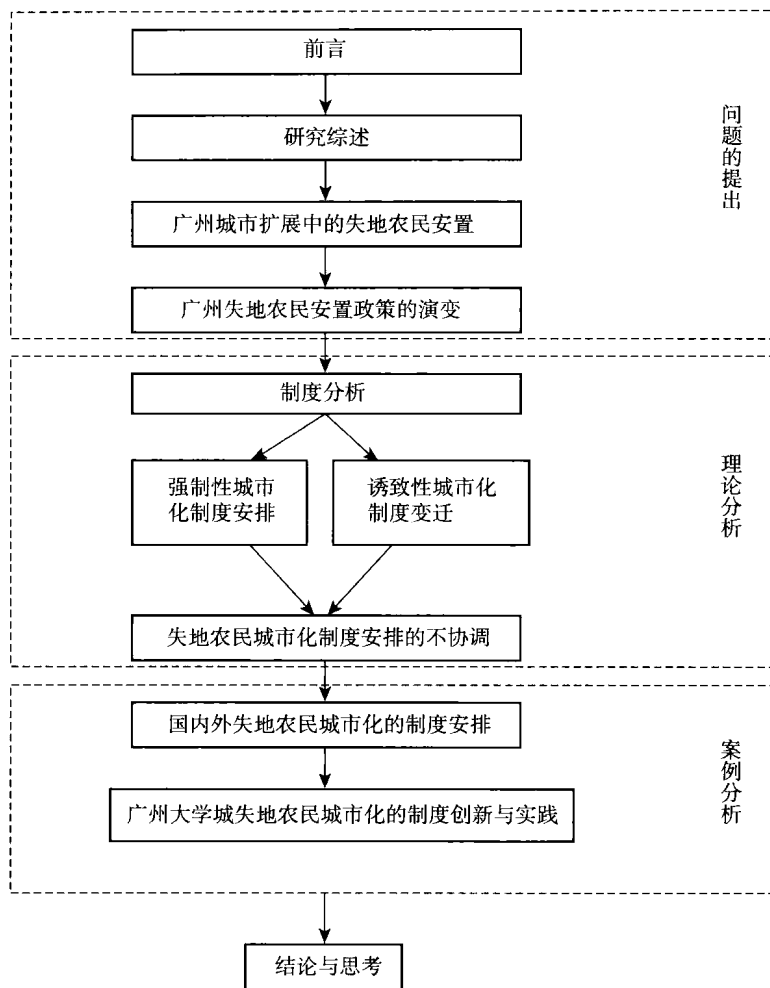 前言
研究综述
广州城市扩展中的失地农民安置
广州失地农民安置政策的演变
问题的提出
制度分析
强制性城市
化制度安排
诱致性城市化
制度变迁
失地农民城市化制度安排的不协调
理论分析
国内外失地农民城市化的制度安排
广州大学城失地农民城市化的制度创新与实践
案例分析
结论与思考